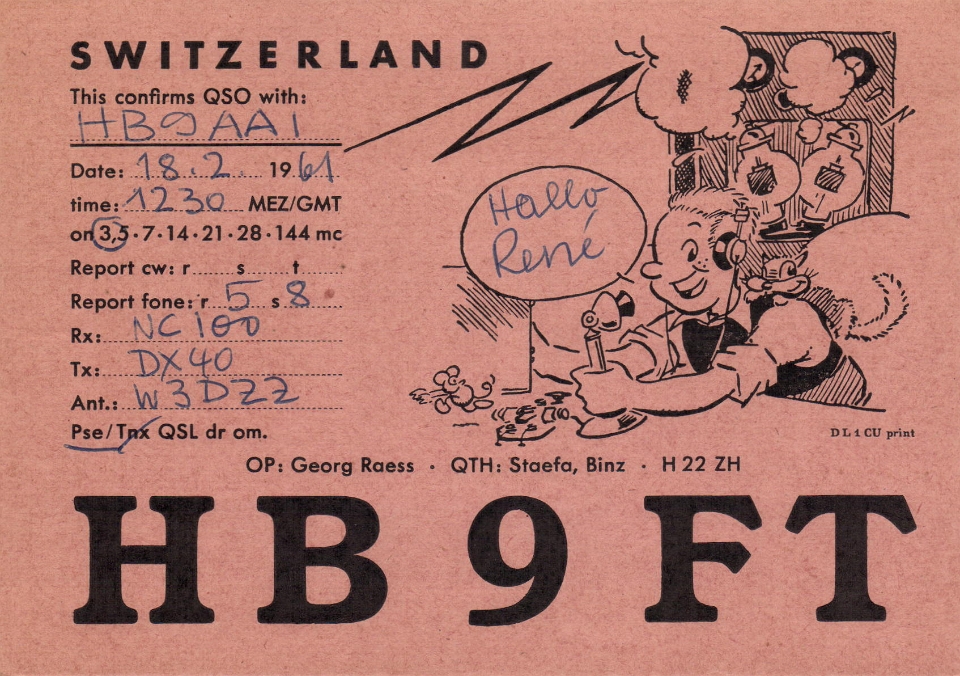 SWITZERLAND
This confirms QSO with:
HB9AAI
Date: 18.2. 1961
time: 1230 MEZ/GMT
on 3,5 · 7 · 14 · 21 · 28 · 144 mc
Report cw: r s t
Report fone: r 5 s 8
Rx: NC100
Tx: DX40
Ant.: W3DZZ
Pse/Tnx QSL dr om.
Hallo
René
DL1CU print
OP: Georg Raess · QTH: Staefa, Binz · H 22 ZH
HB 9 FT